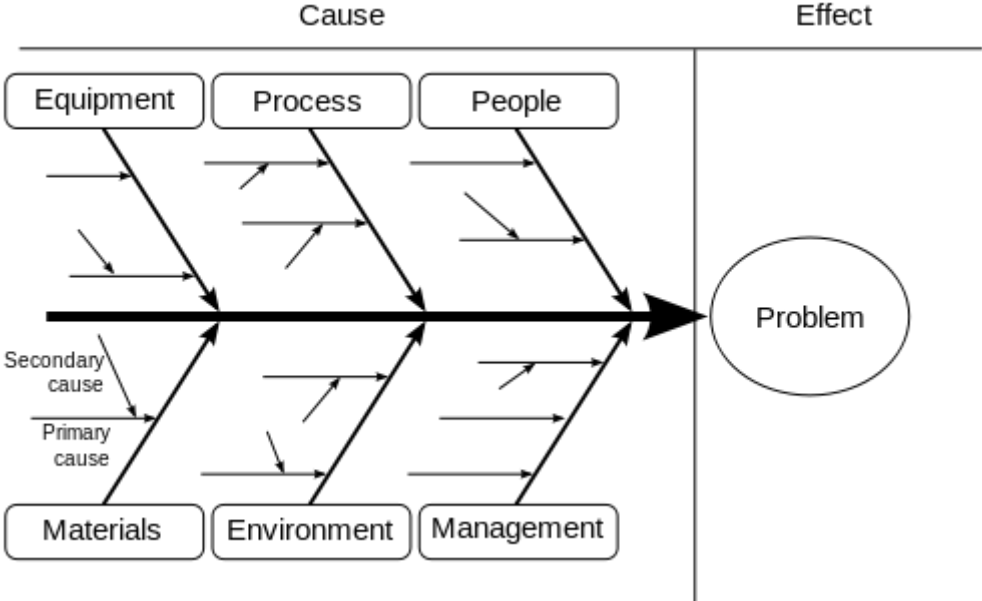 Cause
Effect
Equipment
Process
People
Problem
Secondary
cause
Primary
cause
Materials
Environment
Management